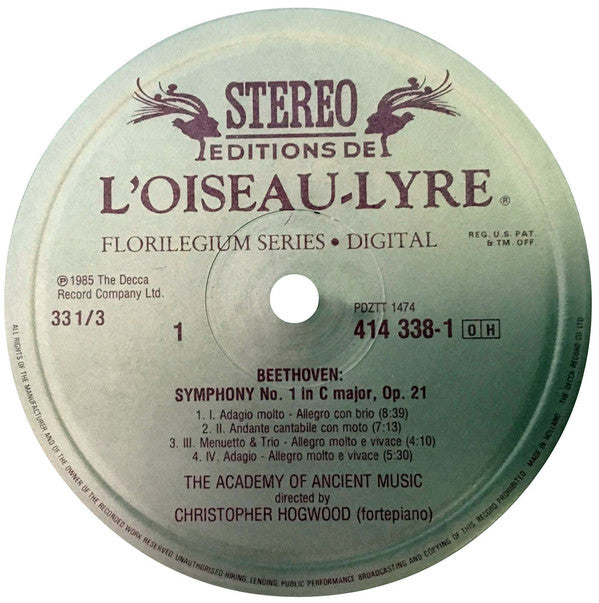 STEREO
EDITIONS DE
L'OISEAU-LYRE ®
FLORILEGIUM SERIES • DIGITAL
REG. U.S. PAT.
& TM. OFF.
℗ 1985 The Decca
Record Company Ltd.
33 1/3
1
PDZTT 1474
414 338-1 OH
BEETHOVEN:
SYMPHONY No. 1 in C major, Op. 21
1. I. Adagio molto - Allegro con brio (8:39)
2. II. Andante cantabile con moto (7:13)
3. III. Menuetto & Trio - Allegro molto e vivace (4:10)
4. IV. Adagio - Allegro molto e vivace (5:30)
THE ACADEMY OF ANCIENT MUSIC
directed by
CHRISTOPHER HOGWOOD (fortepiano)
ALL RIGHTS OF THE MANUFACTURER AND OF THE OWNER OF THE RECORDED WORK RESERVED. UNAUTHORISED HIRING, LENDING, PUBLIC PERFORMANCE BROADCASTING AND COPYING OF THIS RECORD PROHIBITED. MADE IN HOLLAND. THE DECCA RECORD CO LTD.